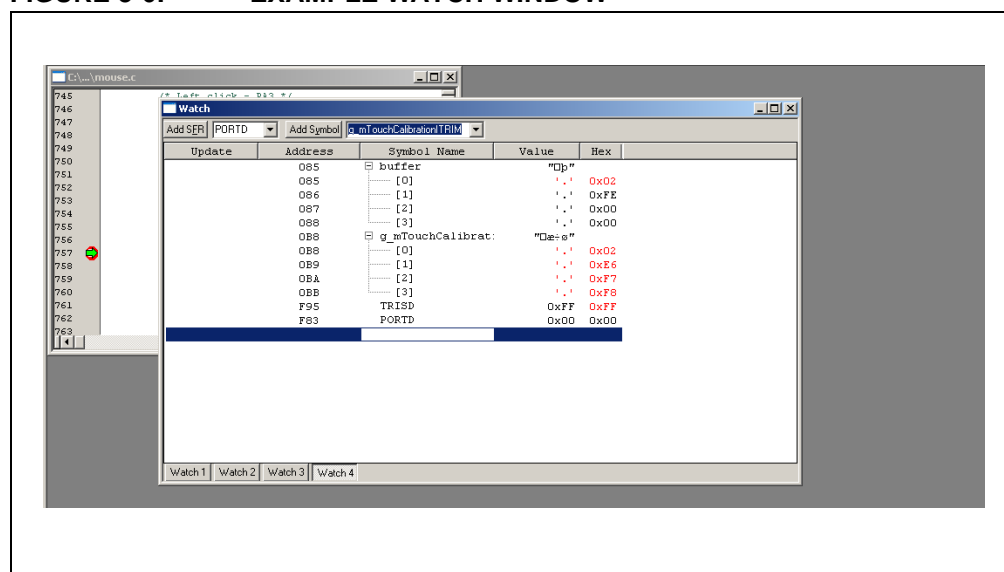 C:\...\mouse.c
745 /* Left click - RA3 */
746
747
748
749
750
751
752
753
754
755
756
757
758
759
760
761
762
763
Watch
Add SFR PORTD Add Symbol g_mTouchCalibrationITRIM
Update Address Symbol Name Value Hex
085 buffer "□þ"
085 [0] '.' 0x02
086 [1] '.' 0xFE
087 [2] '.' 0x00
088 [3] '.' 0x00
0B8 g_mTouchCalibrat: "□æ÷ø"
0B8 [0] '.' 0x02
0B9 [1] '.' 0xE6
0BA [2] '.' 0xF7
0BB [3] '.' 0xF8
F95 TRISD 0xFF 0xFF
F83 PORTD 0x00 0x00
Watch 1 Watch 2 Watch 3 Watch 4